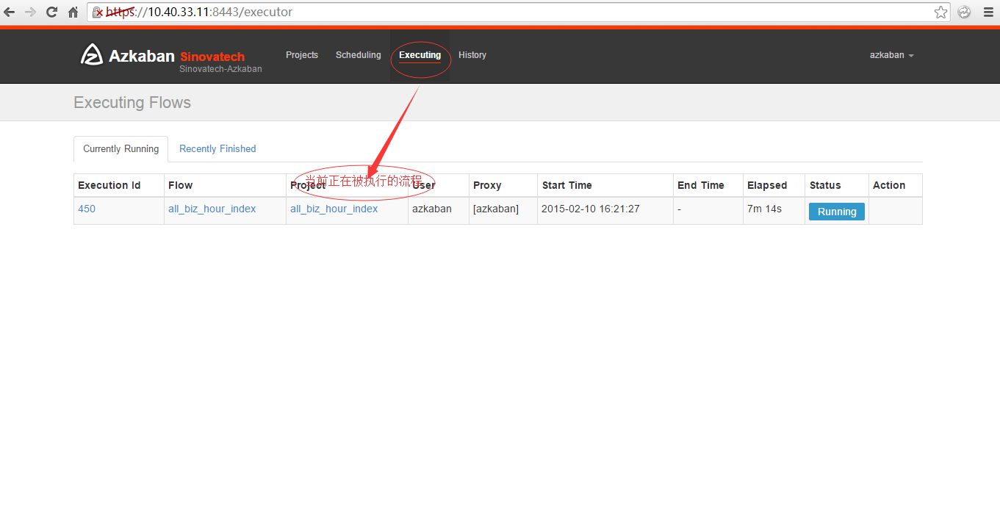 https://10.40.33.11:8443/executor
Azkaban Sinovatech Projects Scheduling Executing History azkaban
Sinovatech-Azkaban
Executing Flows
Currently Running Recently Finished
当前正在被执行的流程
Execution Id Flow Project User Proxy Start Time End Time Elapsed Status Action
450 all_biz_hour_index all_biz_hour_index azkaban [azkaban] 2015-02-10 16:21:27 - 7m 14s Running